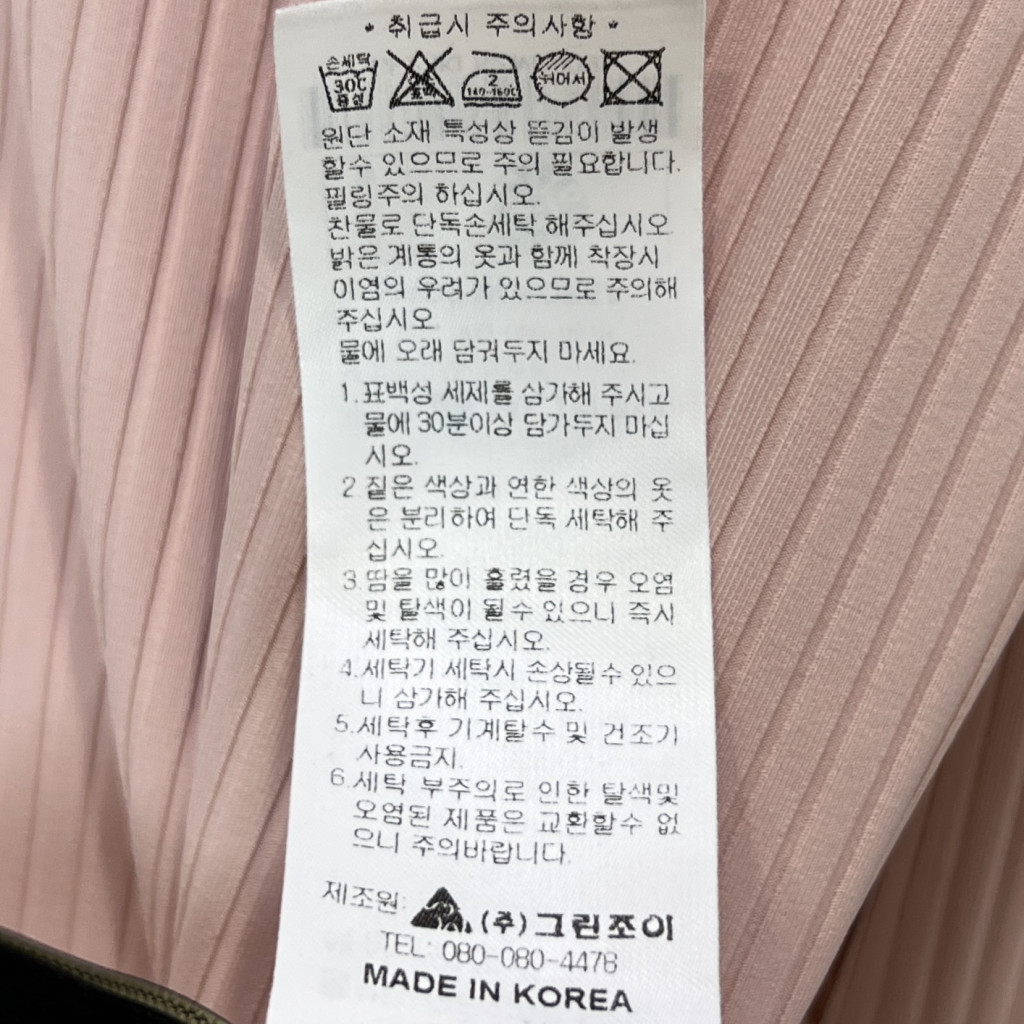 * 취급시 주의사항 *
손세탁
30℃
중성
표백
2
140~160℃
뉘어서
원단 소재 특성상 뜯김이 발생
할수 있으므로 주의 필요합니다.
필링주의 하십시오.
찬물로 단독손세탁 해주십시오
밝은 계통의 옷과 함께 착장시
이염의 우려가 있으므로 주의해
주십시오
물에 오래 담궈두지 마세요.
1.표백성 세제를 삼가해 주시고
물에 30분이상 담가두지 마십
시오.
2.짙은 색상과 연한 색상의 옷
은 분리하여 단독 세탁해 주
십시오.
3.땀을 많이 흘렸을 경우 오염
및 탈색이 될수 있으니 즉시
세탁해 주십시오.
4.세탁기 세탁시 손상될수 있으
니 삼가해 주십시오.
5.세탁후 기계탈수 및 건조기
사용금지.
6.세탁 부주의로 인한 탈색및
오염된 제품은 교환할수 없
으니 주의바랍니다.
제조원: (주)그린조이
TEL: 080-080-4476
MADE IN KOREA